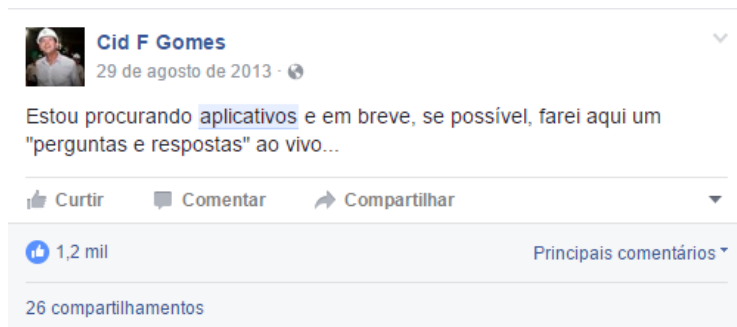 Cid F Gomes
29 de agosto de 2013 ·
Estou procurando aplicativos e em breve, se possível, farei aqui um
"perguntas e respostas" ao vivo...
Curtir Comentar Compartilhar
1,2 mil Principais comentários
26 compartilhamentos